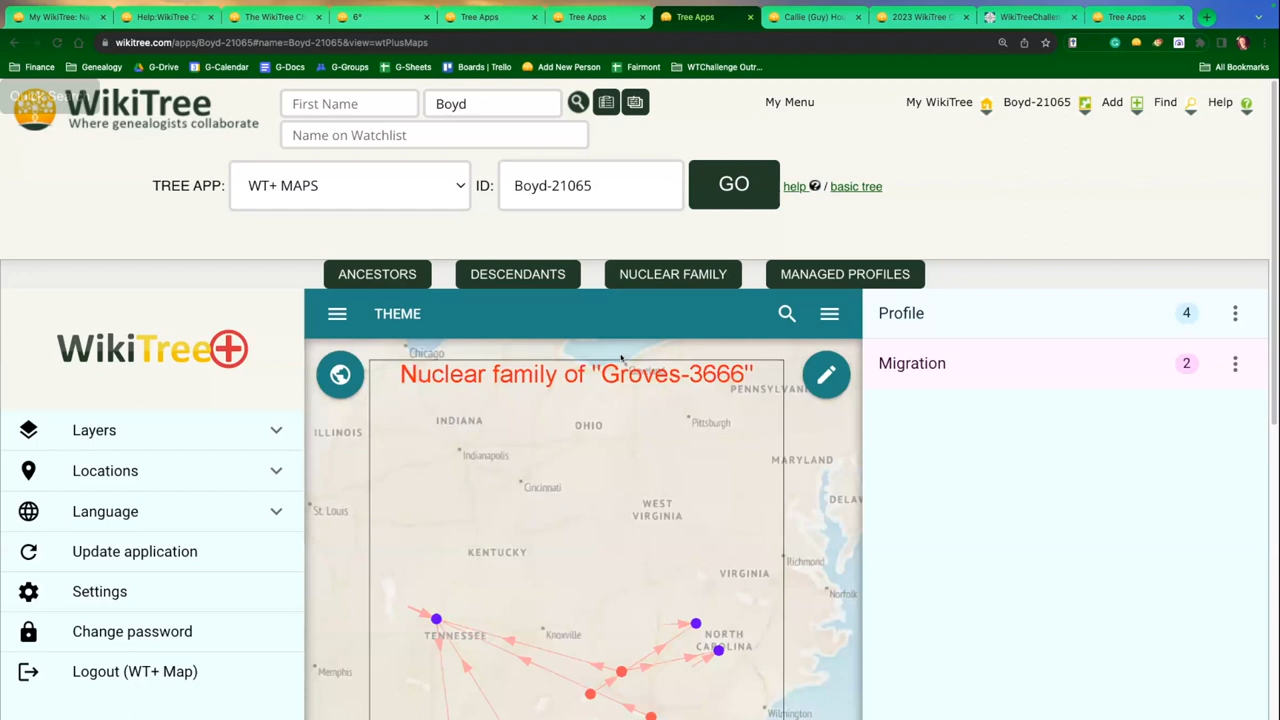 My WikiTree: Na
Help:WikiTree C
The WikiTree Ch
6°
Tree Apps
Tree Apps
Tree Apps
Callie (Guy) Hou
2023 WikiTree C
WikiTreeChallen
Tree Apps
wikitree.com/apps/Boyd-21065#name=Boyd-21065&view=wtPlusMaps
Finance
Genealogy
G-Drive
G-Calendar
G-Docs
G-Groups
G-Sheets
Boards | Trello
Add New Person
Fairmont
WTChallenge Outr...
All Bookmarks
WikiTree
Where genealogists collaborate
First Name
Boyd
Name on Watchlist
My Menu
My WikiTree
Boyd-21065
Add
Find
Help
TREE APP:
WT+ MAPS
ID:
Boyd-21065
GO
help / basic tree
ANCESTORS
DESCENDANTS
NUCLEAR FAMILY
MANAGED PROFILES
WikiTree+
Layers
Locations
Language
Update application
Settings
Change password
Logout (WT+ Map)
THEME
Chicago
Nuclear family of "Groves-3666"
PENNSYLVANIA
INDIANA
OHIO
Pittsburgh
ILLINOIS
Indianapolis
MARYLAND
Cincinnati
DELAW
St. Louis
WEST
VIRGINIA
KENTUCKY
Richmond
VIRGINIA
Norfolk
TENNESSEE
Knoxville
NORTH
CAROLINA
Memphis
Wilmington
Profile
4
Migration
2